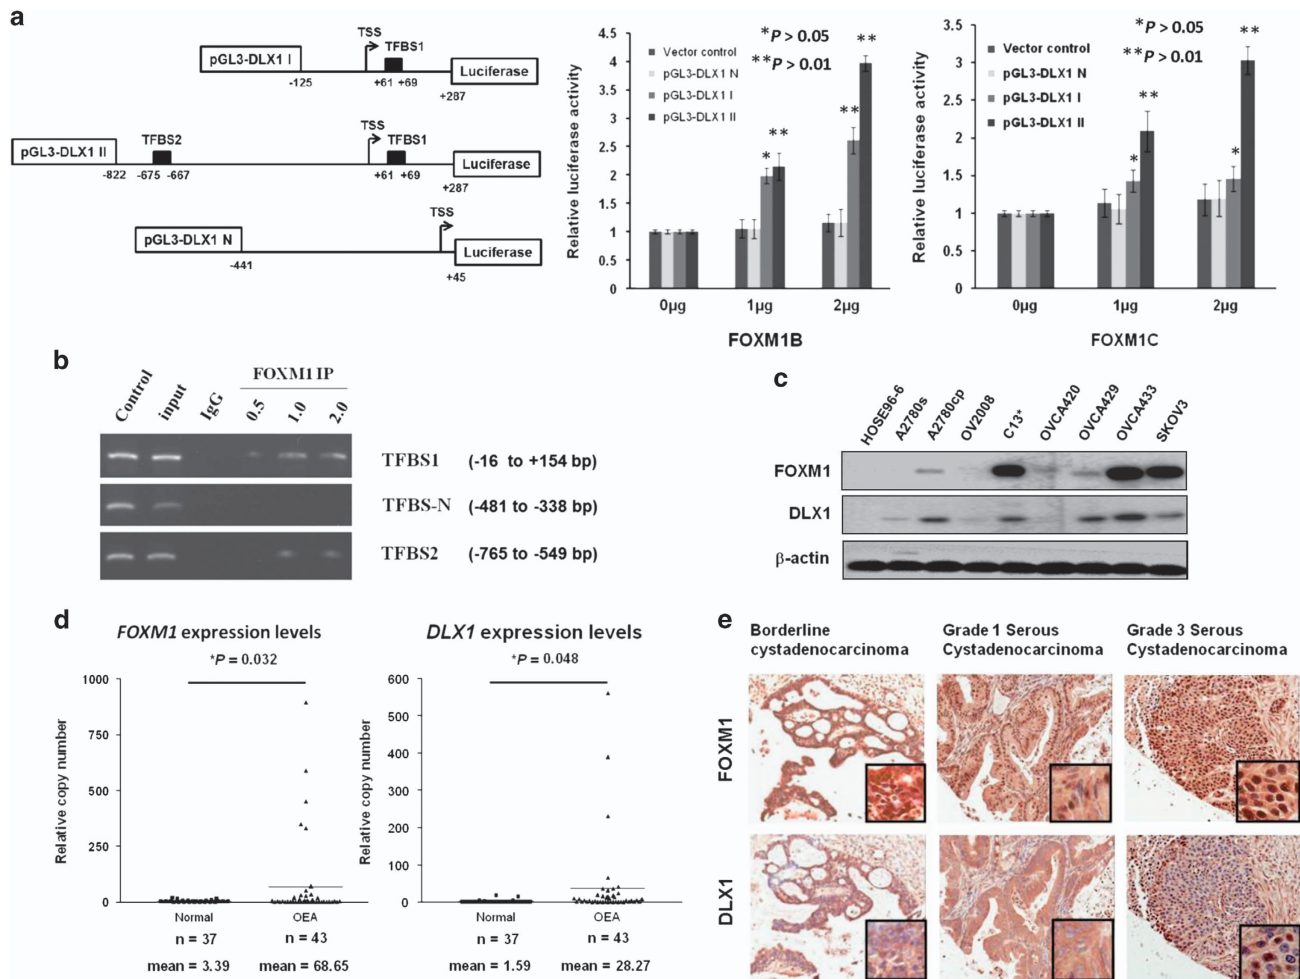 a
pGL3-DLX1 I
TSS
TFBS1
-125
+61 +69
+287
Luciferase
pGL3-DLX1 II
TFBS2
TSS
TFBS1
-822
-675 -667
+61 +69
+287
Luciferase
pGL3-DLX1 N
TSS
-441
+45
Luciferase
Relative luciferase activity
4.5
4
3.5
3
2.5
2
1.5
1
0.5
0
Vector control
pGL3-DLX1 N
pGL3-DLX1 I
pGL3-DLX1 II
*P > 0.05
**P > 0.01
* ** ** **
0µg 1µg 2µg
FOXM1B
Relative luciferase activity
3.5
3
2.5
2
1.5
1
0.5
0
Vector control
pGL3-DLX1 N
pGL3-DLX1 I
pGL3-DLX1 II
*P > 0.05
**P > 0.01
* ** * **
0µg 1µg 2µg
FOXM1C
b
Control input IgG
FOXM1 IP
0.5 1.0 2.0
TFBS1 (-16 to +154 bp)
TFBS-N (-481 to -338 bp)
TFBS2 (-765 to -549 bp)
c
HOSE96-6 A2780s A2780cp OV2008 C13* OVCA420 OVCA429 OVCA433 SKOV3
FOXM1
DLX1
β-actin
d
FOXM1 expression levels
*P = 0.032
Relative copy number
1000
750
500
250
0
Normal OEA
n = 37 n = 43
mean = 3.39 mean = 68.65
DLX1 expression levels
*P = 0.048
Relative copy number
600
500
400
300
200
100
0
Normal OEA
n = 37 n = 43
mean = 1.59 mean = 28.27
e
Borderline
cystadenocarcinoma
Grade 1 Serous
Cystadenocarcinoma
Grade 3 Serous
Cystadenocarcinoma
FOXM1
DLX1